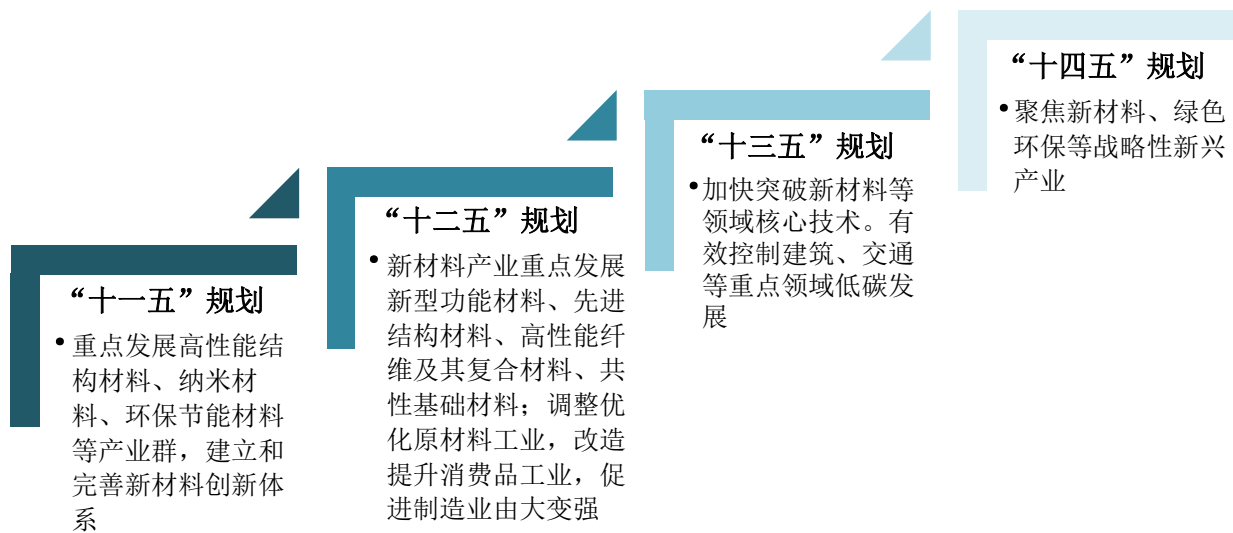 “十一五”规划
•重点发展高性能结
构材料、纳米材
料、环保节能材料
等产业群，建立和
完善新材料创新体
系
“十二五”规划
•新材料产业重点发展
新型功能材料、先进
结构材料、高性能纤
维及其复合材料、共
性基础材料；调整优
化原材料工业，改造
提升消费品工业，促
进制造业由大变强
“十三五”规划
•加快突破新材料等
领域核心技术。有
效控制建筑、交通
等重点领域低碳发
展
“十四五”规划
•聚焦新材料、绿色
环保等战略性新兴
产业